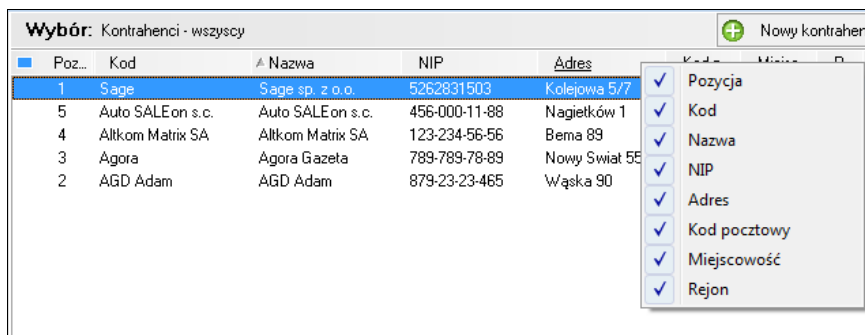 Wybór: Kontrahenci - wszyscy
Nowy kontrahen
Poz... Kod Nazwa NIP Adres
1 Sage Sage sp. z o.o. 5262831503 Kolejowa 5/7
5 Auto SALEon s.c. Auto SALEon s.c. 456-000-11-88 Nagietków 1
4 Altkom Matrix SA Altkom Matrix SA 123-234-56-56 Bema 89
3 Agora Agora Gazeta 789-789-78-89 Nowy Swiat 55
2 AGD Adam AGD Adam 879-23-23-465 Wąska 90
Pozycja
Kod
Nazwa
NIP
Adres
Kod pocztowy
Miejscowość
Rejon